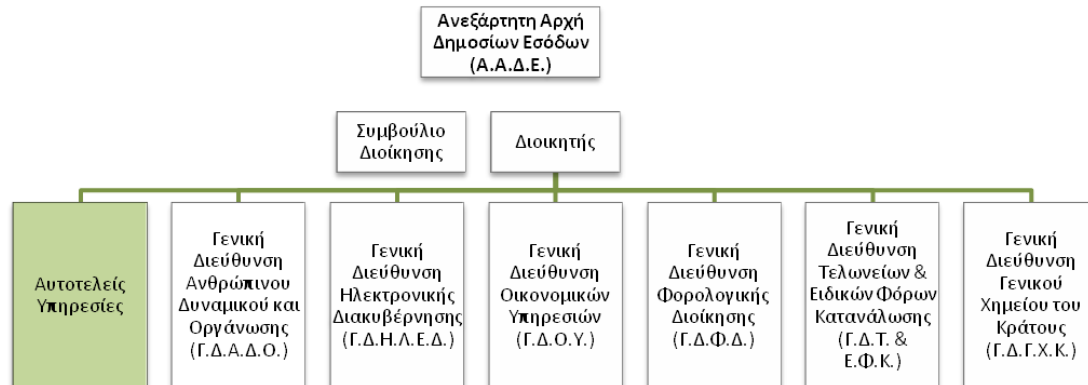 Ανεξάρτητη Αρχή
Δημοσίων Εσόδων
(Α.Α.Δ.Ε.)
Συμβούλιο
Διοίκησης
Διοικητής
Αυτοτελείς
Υπηρεσίες
Γενική
Διεύθυνση
Ανθρώπινου
Δυναμικού και
Οργάνωσης
(Γ.Δ.Α.Δ.Ο.)
Γενική
Διεύθυνση
Ηλεκτρονικής
Διακυβέρνησης
(Γ.Δ.Η.Λ.Ε.Δ.)
Γενική
Διεύθυνση
Οικονομικών
Υπηρεσιών
(Γ.Δ.Ο.Υ.)
Γενική
Διεύθυνση
Φορολογικής
Διοίκησης
(Γ.Δ.Φ.Δ.)
Γενική
Διεύθυνση
Τελωνείων &
Ειδικών Φόρων
Κατανάλωσης
(Γ.Δ.Τ. &
Ε.Φ.Κ.)
Γενική
Διεύθυνση
Γενικού
Χημείου του
Κράτους
(Γ.Δ.Γ.Χ.Κ.)